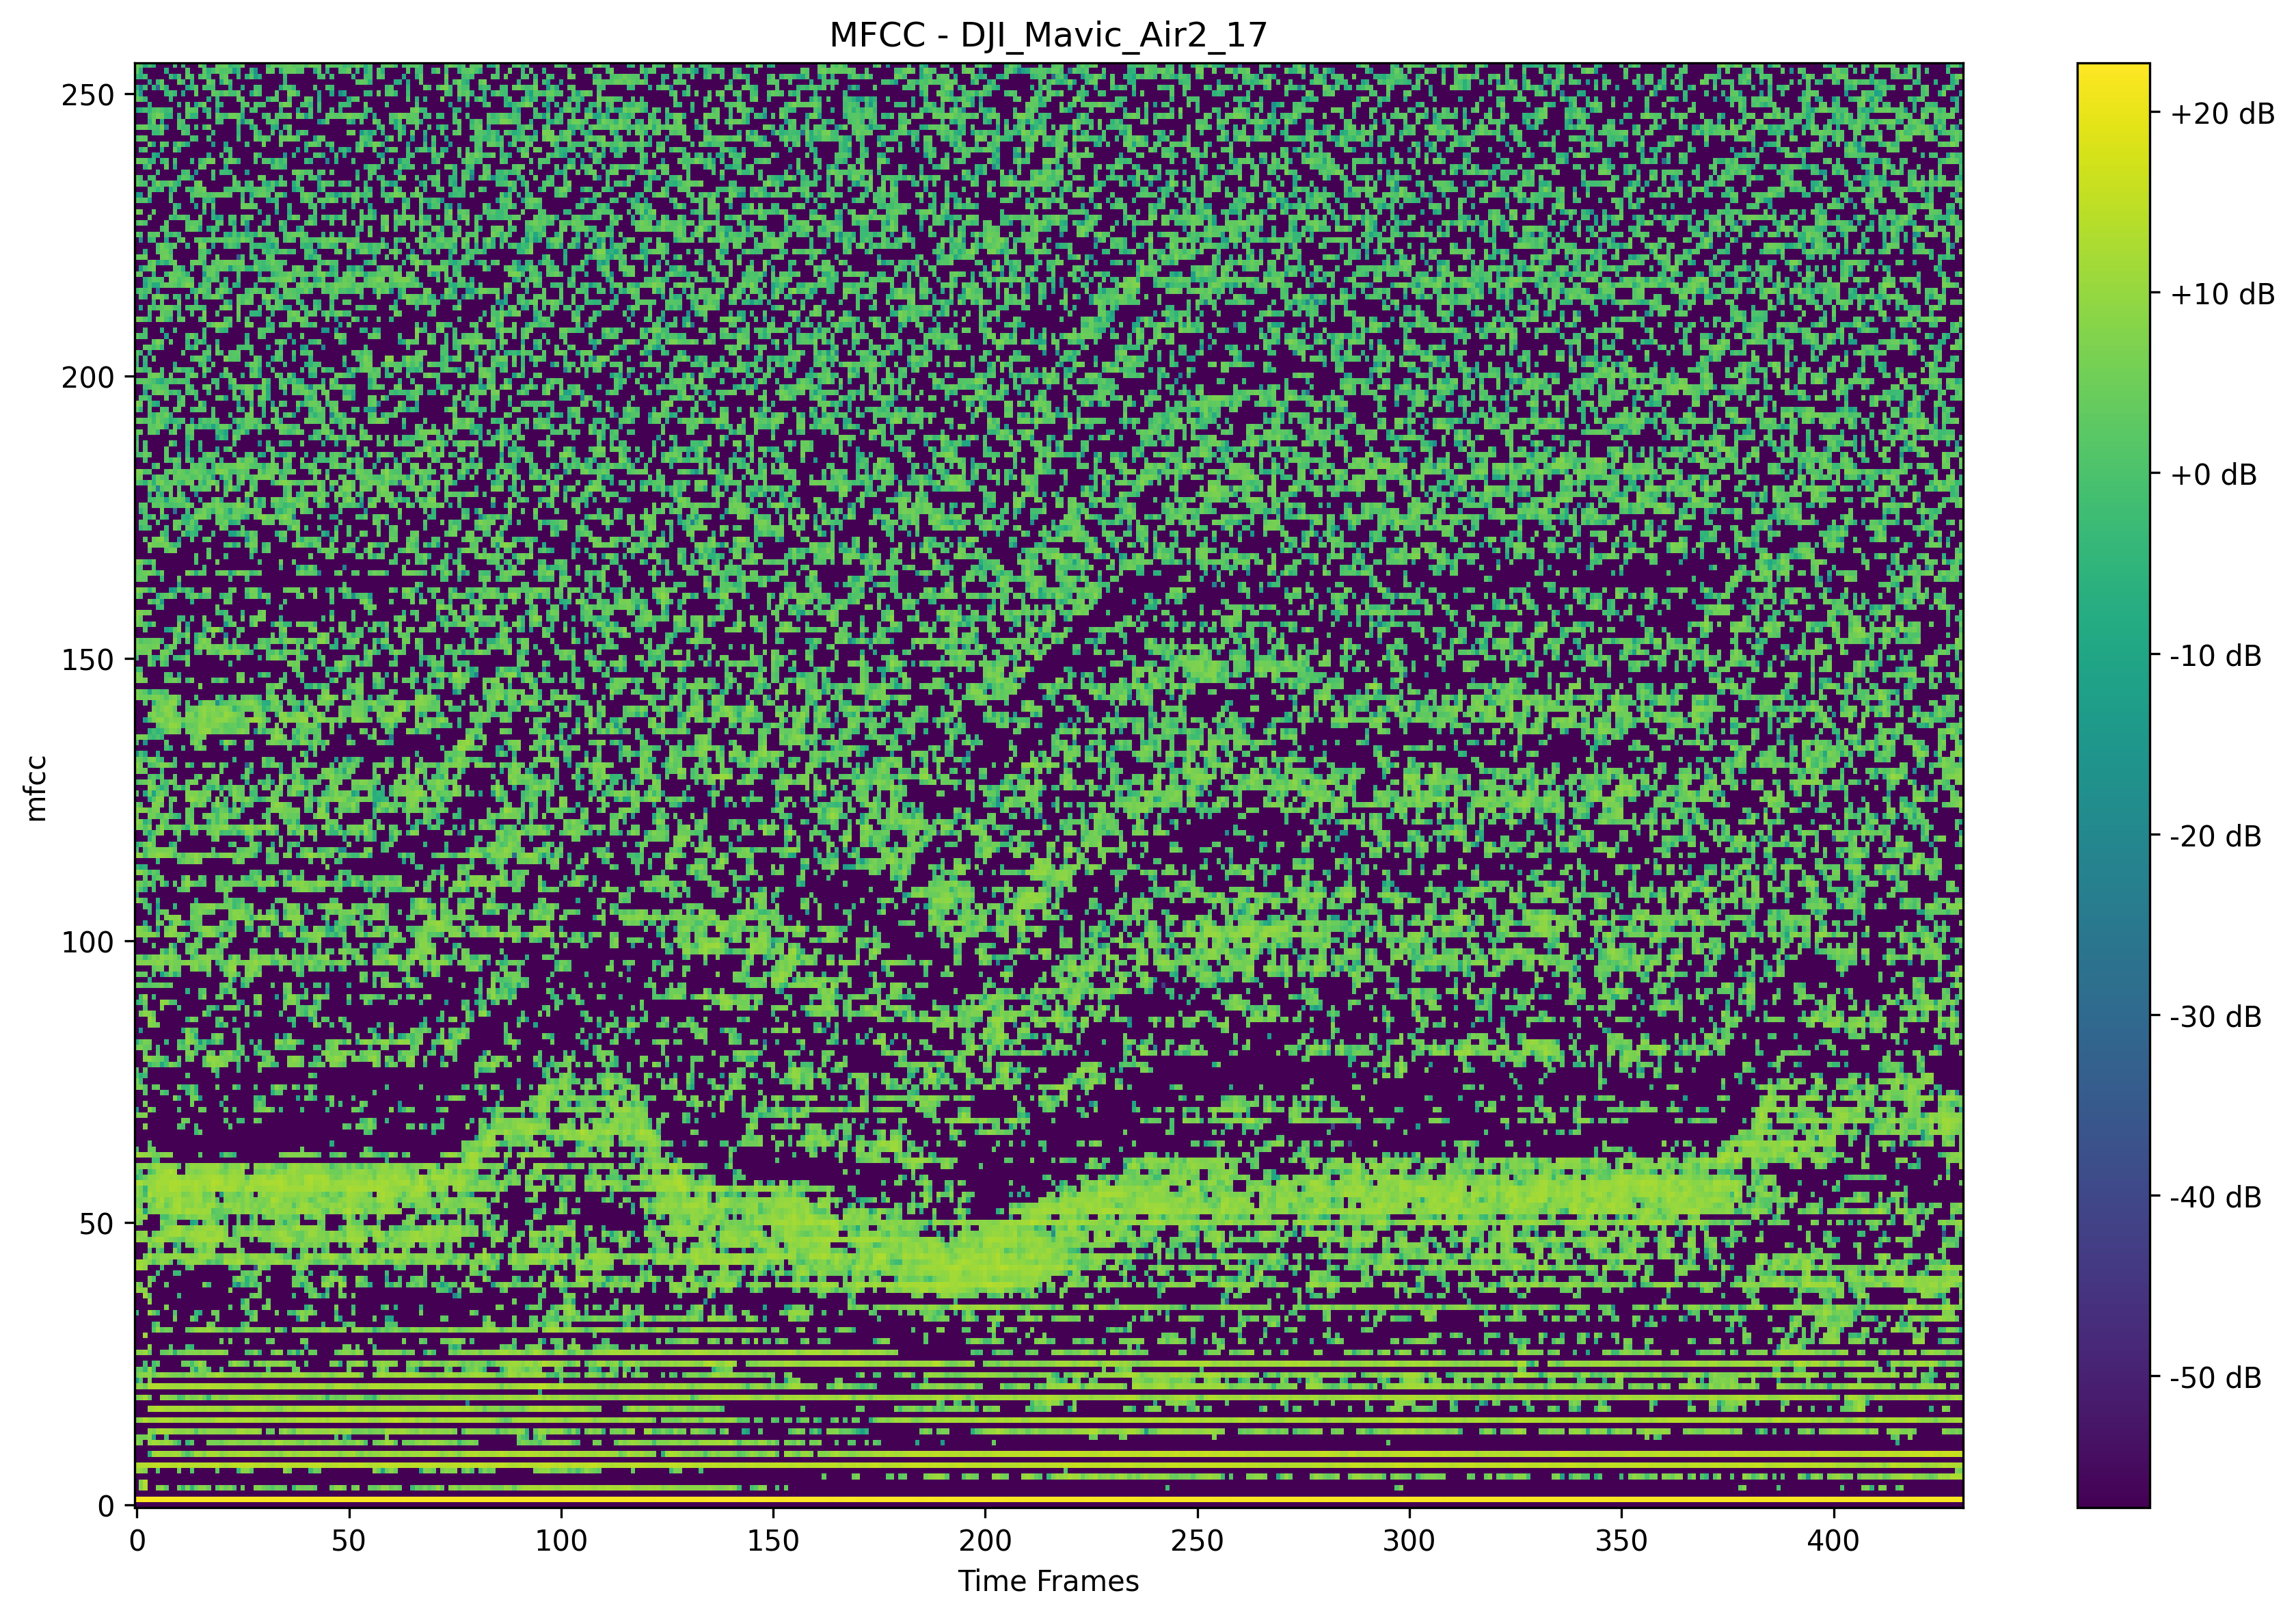 MFCC - DJI_Mavic_Air2_17
250
200
150
100
50
0
mfcc
0 50 100 150 200 250 300 350 400
Time Frames
+20 dB
+10 dB
+0 dB
-10 dB
-20 dB
-30 dB
-40 dB
-50 dB